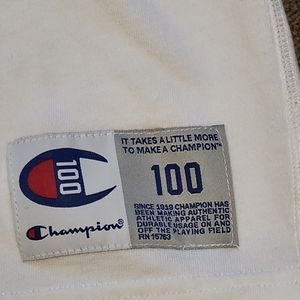 100
Champion
IT TAKES A LITTLE MORE
TO MAKE A CHAMPION™
100
SINCE 1919 CHAMPION HAS
BEEN MAKING AUTHENTIC
ATHLETIC APPAREL FOR
DURABLE USAGE ON AND
OFF THE PLAYING FIELD
RN 15763